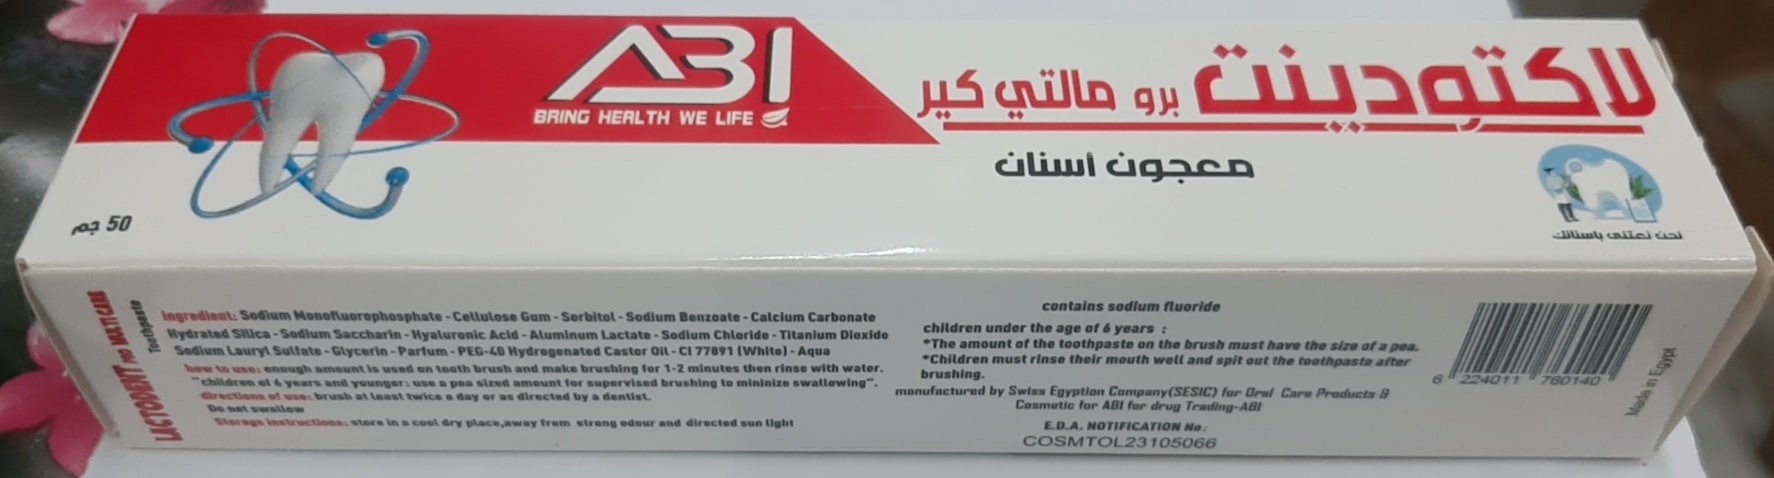 ABI
BRING HEALTH WE LIFE
لاكتودينت برو مالتي كير
معجون أسنان
نحن نعتني باسنانك
50 جم
LACTODENT PRO MULTI CARE
Toothpaste
ingredient: Sodium Monofluorophosphate - Cellulose Gum - Sorbitol - Sodium Benzoate - Calcium Carbonate
Hydrated Silica - Sodium Saccharin - Hyaluronic Acid - Aluminum Lactate - Sodium Chloride - Titanium Dioxide
Sodium Lauryl Sulfate - Glycerin - Parfum - PEG-40 Hydrogenated Castor Oil - CI 77891 (White) - Aqua
how to use: enough amount is used on tooth brush and make brushing for 1-2 minutes then rinse with water.
"children of 6 years and younger: use a pea sized amount for supervised brushing to mininize swallowing".
directions of use: brush at least twice a day or as directed by a dentist.
Do not swallow
Storage instructions: store in a cool dry place,away from strong odour and directed sun light
contains sodium fluoride
children under the age of 6 years :
*The amount of the toothpaste on the brush must have the size of a pea.
*Children must rinse their mouth well and spit out the toothpaste after
brushing.
manufactured by Swiss Egyption Company(SESIC) for Oral Care Products &
Cosmetic for ABI for drug Trading-ABI
E.D.A. NOTIFICATION No:
COSMTOL23105066
6 224011 760140
Made in Egypt